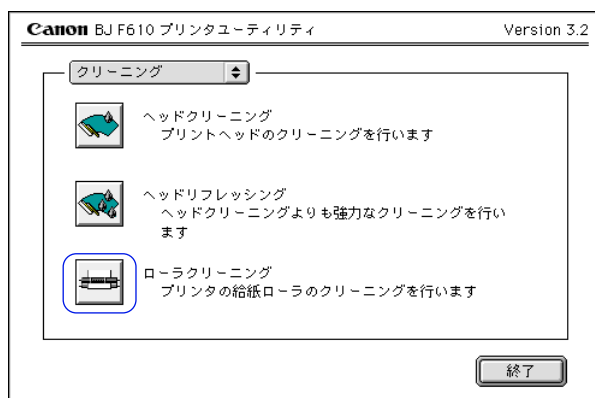 Canon BJ F610 プリンタユーティリティ Version 3.2
クリーニング
ヘッドクリーニング
プリントヘッドのクリーニングを行います
ヘッドリフレッシング
ヘッドクリーニングよりも強力なクリーニングを行い
ます
ローラクリーニング
プリンタの給紙ローラのクリーニングを行います
終了